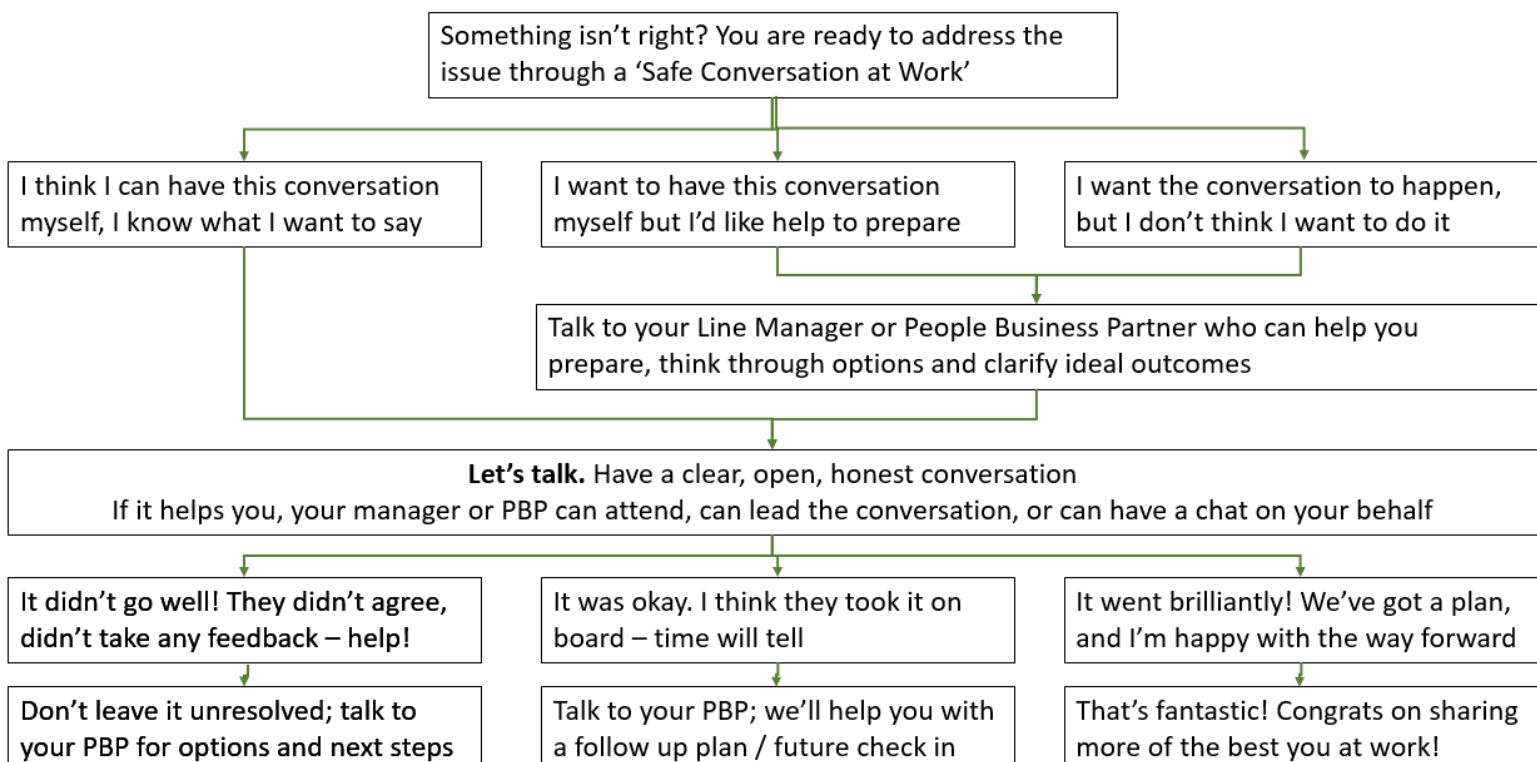 Something isn’t right? You are ready to address the
issue through a ‘Safe Conversation at Work’
I think I can have this conversation
myself, I know what I want to say
I want to have this conversation
myself but I’d like help to prepare
I want the conversation to happen,
but I don’t think I want to do it
Talk to your Line Manager or People Business Partner who can help you
prepare, think through options and clarify ideal outcomes
Let’s talk. Have a clear, open, honest conversation
If it helps you, your manager or PBP can attend, can lead the conversation, or can have a chat on your behalf
It didn’t go well! They didn’t agree,
didn’t take any feedback – help!
It was okay. I think they took it on
board – time will tell
It went brilliantly! We’ve got a plan,
and I’m happy with the way forward
Don’t leave it unresolved; talk to
your PBP for options and next steps
Talk to your PBP; we’ll help you with
a follow up plan / future check in
That’s fantastic! Congrats on sharing
more of the best you at work!